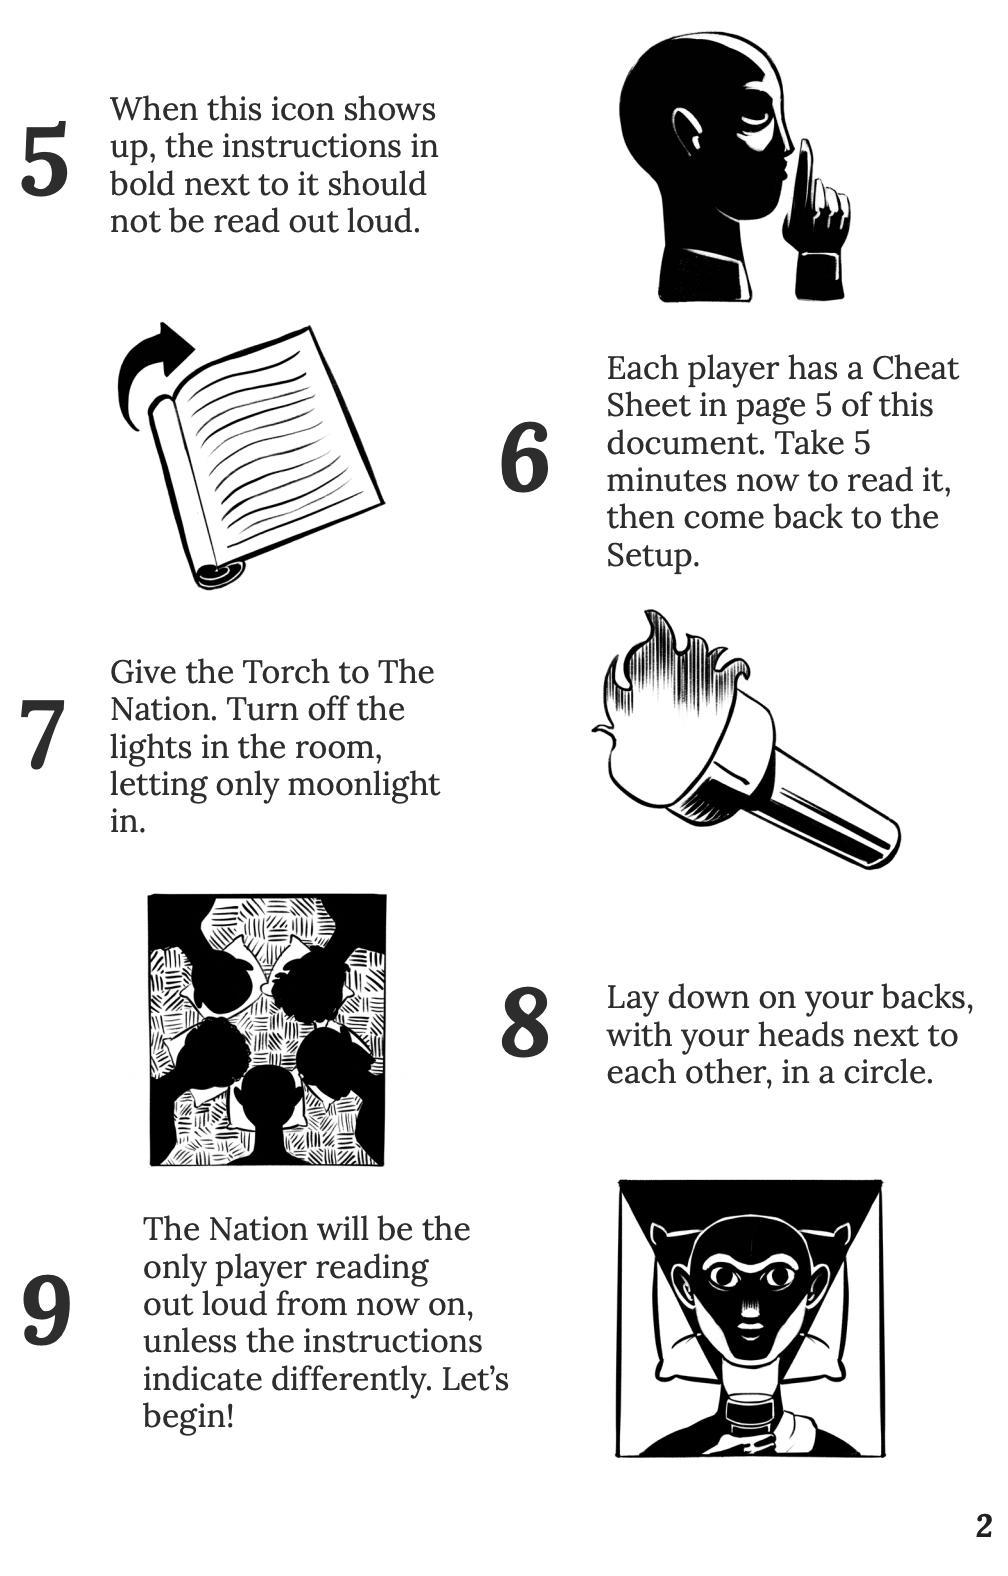 5
When this icon shows
up, the instructions in
bold next to it should
not be read out loud.
6
Each player has a Cheat
Sheet in page 5 of this
document. Take 5
minutes now to read it,
then come back to the
Setup.
7
Give the Torch to The
Nation. Turn off the
lights in the room,
letting only moonlight
in.
8
Lay down on your backs,
with your heads next to
each other, in a circle.
9
The Nation will be the
only player reading
out loud from now on,
unless the instructions
indicate differently. Let’s
begin!
2